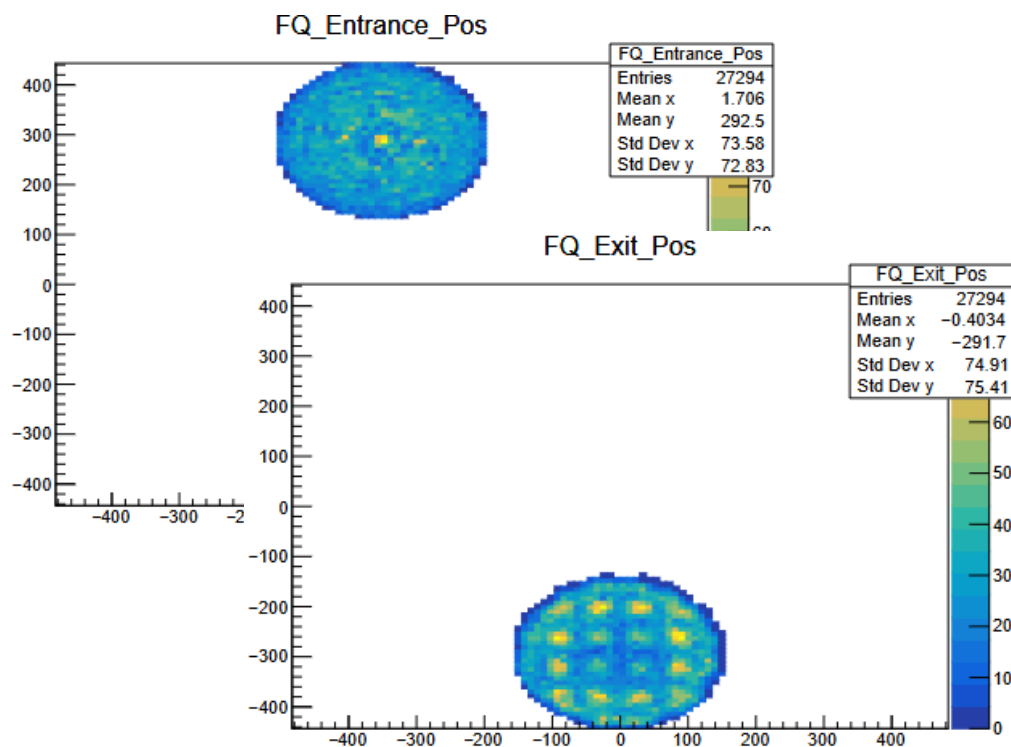 FQ_Entrance_Pos
FQ_Entrance_Pos
Entries 27294
Mean x 1.706
Mean y 292.5
Std Dev x 73.58
Std Dev y 72.83
400
300
200
100
0
−100
−200
−300
−400
−400 −300
70
FQ_Exit_Pos
FQ_Exit_Pos
Entries 27294
Mean x −0.4034
Mean y −291.7
Std Dev x 74.91
Std Dev y 75.41
400
300
200
100
0
−100
−200
−300
−400
−400 −300 −200 −100 0 100 200 300 400
60
50
40
30
20
10
0